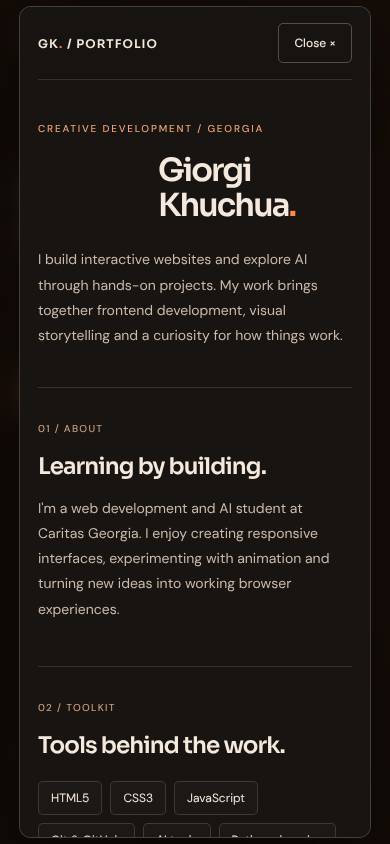 GK. / PORTFOLIO
Close ×
CREATIVE DEVELOPMENT / GEORGIA
Giorgi
Khuchua.
I build interactive websites and explore AI
through hands-on projects. My work brings
together frontend development, visual
storytelling and a curiosity for how things work.
01 / ABOUT
Learning by building.
I'm a web development and AI student at
Caritas Georgia. I enjoy creating responsive
interfaces, experimenting with animation and
turning new ideas into working browser
experiences.
02 / TOOLKIT
Tools behind the work.
HTML5 CSS3 JavaScript
Git & GitHub